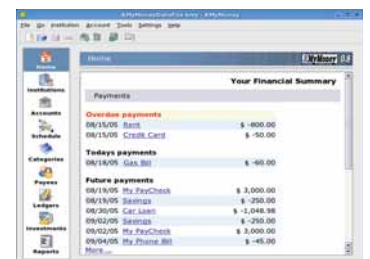 File Go Institution Account Tools Settings Help
Home KMyMoney 0.8
Home
Institutions
Accounts
Schedule
Categories
Payees
Ledgers
Investments
Reports
Your Financial Summary
Payments
Overdue payments
08/15/05 Rent $ -800.00
08/15/05 Credit Card $ -50.00
Todays payments
08/18/05 Gas Bill $ -60.00
Future payments
08/19/05 My PayCheck $ 3,000.00
08/19/05 Savings $ -250.00
08/30/05 Car Loan $ -1,048.98
09/02/05 Savings $ -250.00
09/02/05 My PayCheck $ 3,000.00
09/04/05 My Phone Bill $ -45.00
More...